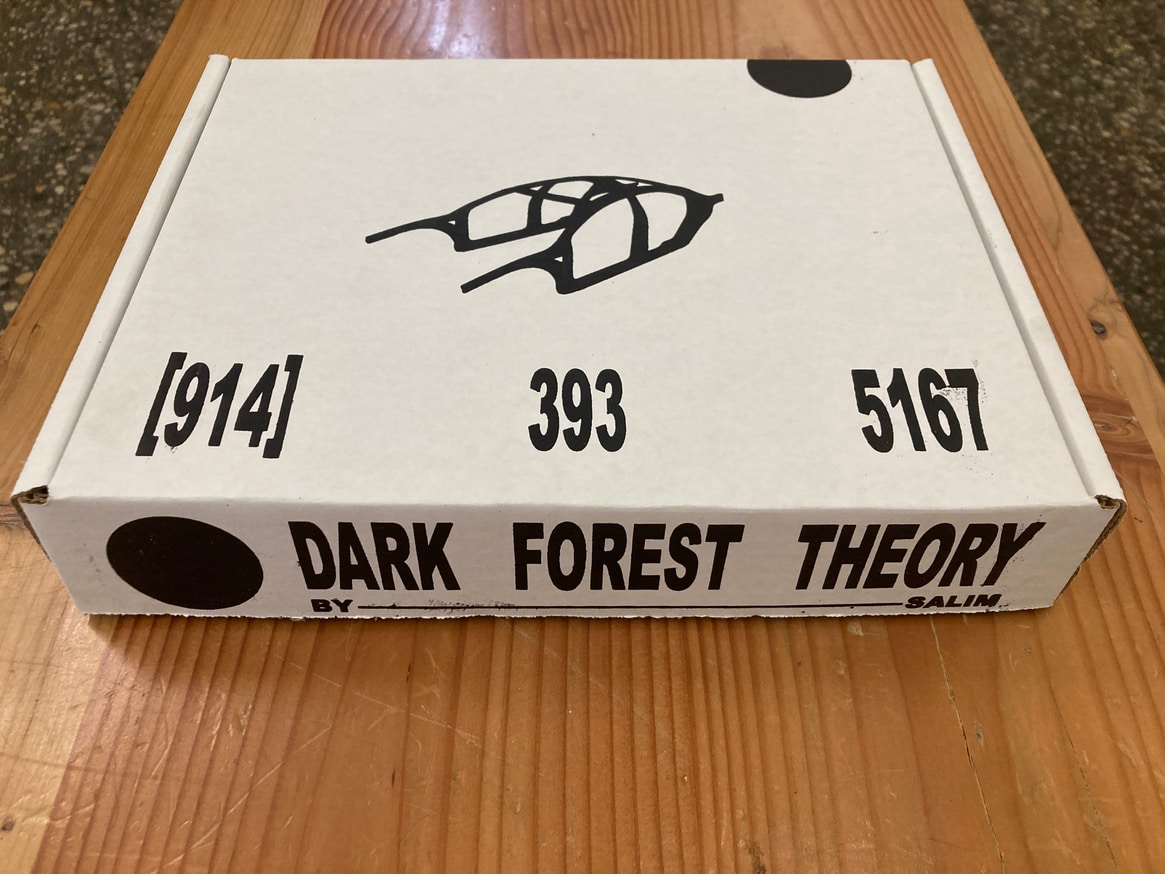 [914] 393 5167
DARK FOREST THEORY
BY SALIM